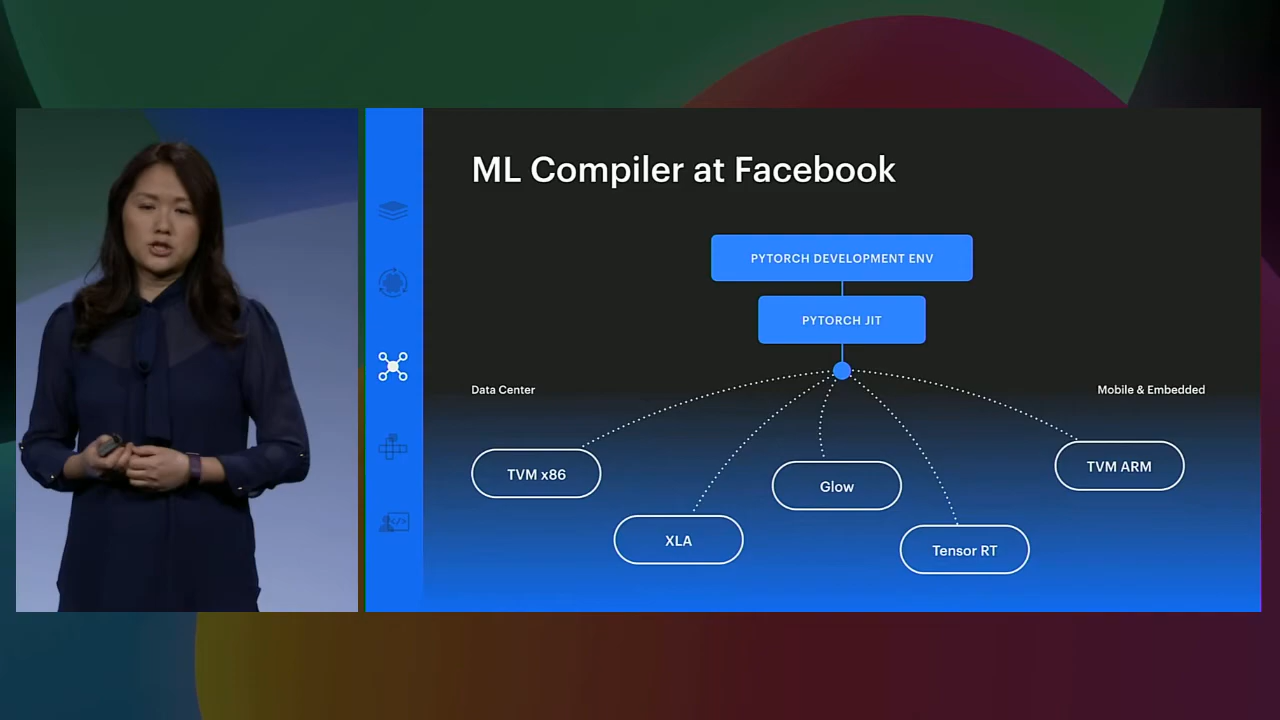 ML Compiler at Facebook
PYTORCH DEVELOPMENT ENV
PYTORCH JIT
Data Center
Mobile & Embedded
TVM x86
Glow
TVM ARM
XLA
Tensor RT